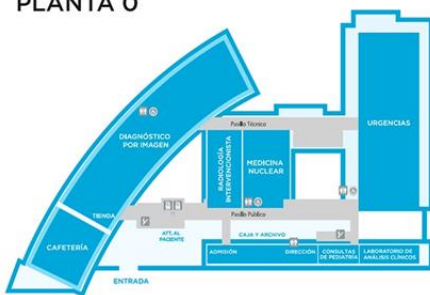 PLANTA 0
DIAGNÓSTICO
POR IMAGEN
RADIOLOGÍA
INTERVENCIONISTA
MEDICINA
NUCLEAR
URGENCIAS
Pasillo Técnico
Pasillo Público
TIENDA
CAFETERÍA
ATT. AL
PACIENTE
CAJA Y ARCHIVO
ADMISIÓN
DIRECCIÓN
CONSULTAS
DE PEDIATRÍA
LABORATORIO DE
ANÁLISIS CLÍNICOS
ENTRADA